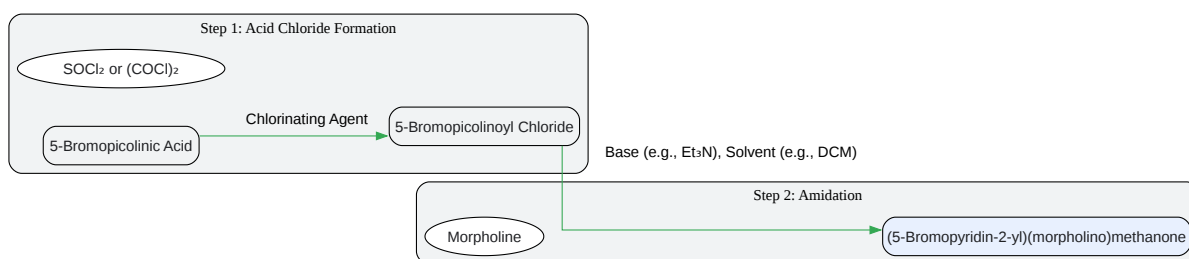 Step 1: Acid Chloride Formation
SOCl₂ or (COCl)₂
Chlorinating Agent
5-Bromopicolinic Acid
5-Bromopicolinoyl Chloride
Base (e.g., Et₃N), Solvent (e.g., DCM)
Step 2: Amidation
Morpholine
(5-Bromopyridin-2-yl)(morpholino)methanone